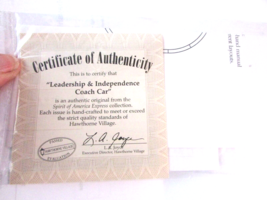 Certificate of Authenticity
This is to certify that
"Leadership & Independence
Coach Car"
is an authentic original from the
Spirit of America Express collection.
Each issue is hand-crafted to meet or exceed
the strict quality standards of
Hawthorne Village.
Executive Director, Hawthorne Village